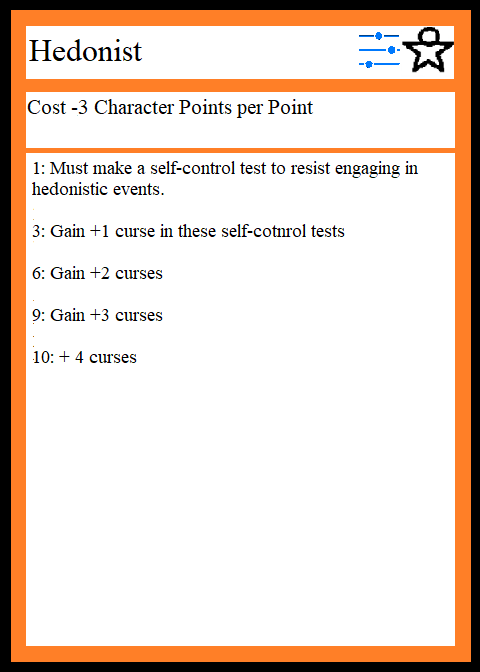 Hedonist
Cost -3 Character Points per Point
1: Must make a self-control test to resist engaging in
hedonistic events.
3: Gain +1 curse in these self-cotnrol tests
6: Gain +2 curses
9: Gain +3 curses
10: + 4 curses